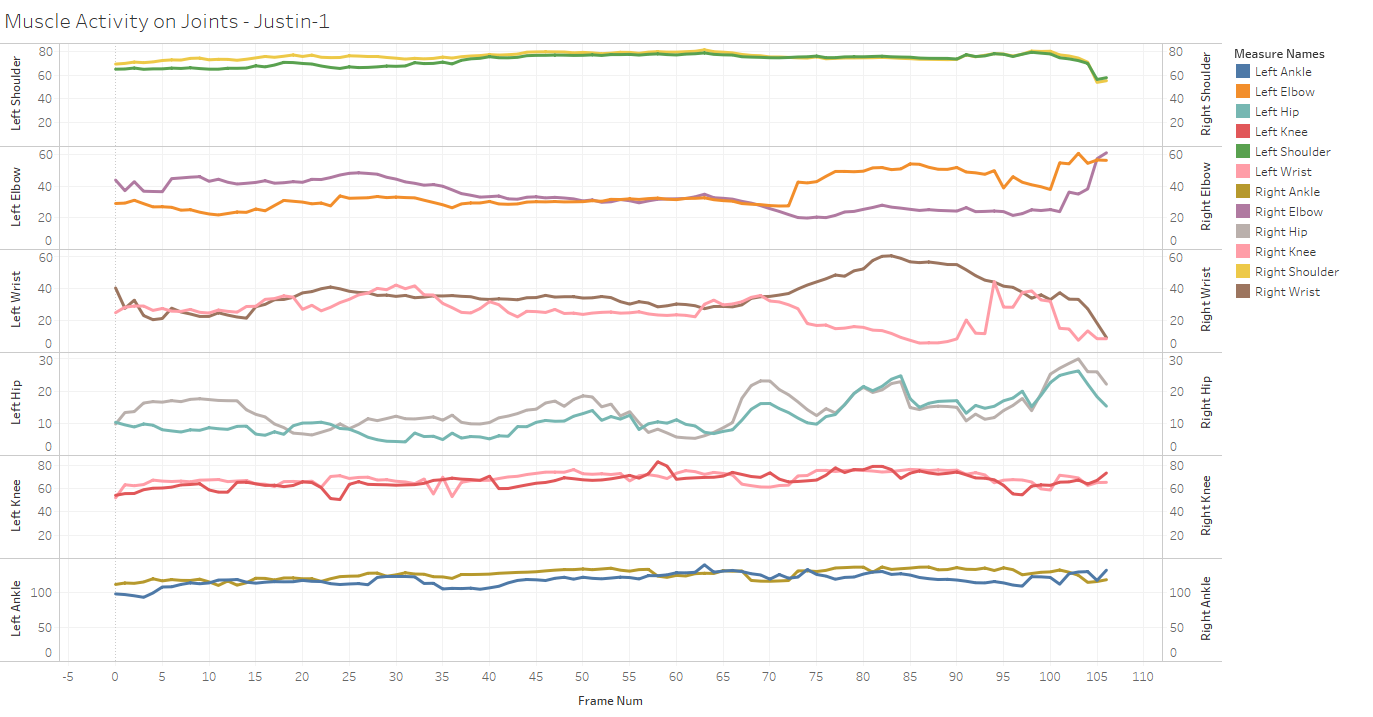 Muscle Activity on Joints - Justin-1
Left Shoulder
80
60
40
20
80
60
40
20
Right Shoulder
Left Elbow
60
40
20
0
60
40
20
0
Right Elbow
Left Wrist
60
40
20
0
60
40
20
0
Right Wrist
Left Hip
30
20
10
0
30
20
10
0
Right Hip
Left Knee
80
60
40
20
80
60
40
20
Right Knee
Left Ankle
100
50
0
100
50
0
Right Ankle
-5 0 5 10 15 20 25 30 35 40 45 50 55 60 65 70 75 80 85 90 95 100 105 110
Frame Num
Measure Names
Left Ankle
Left Elbow
Left Hip
Left Knee
Left Shoulder
Left Wrist
Right Ankle
Right Elbow
Right Hip
Right Knee
Right Shoulder
Right Wrist